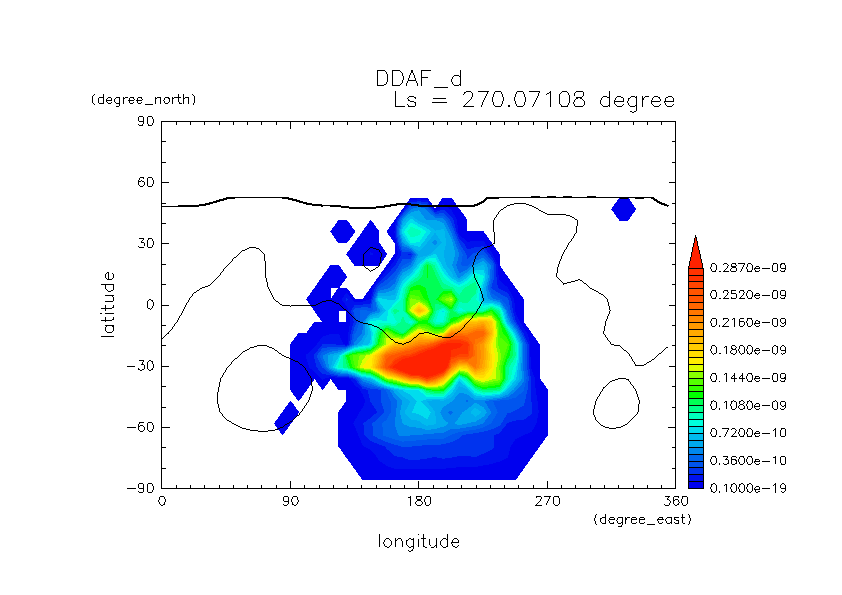 DDAF_d
(degree_north)
Ls = 270.07108 degree
90
60
30
0
−30
−60
−90
latitude
0 90 180 270 360
(degree_east)
longitude
0.2870e−09
0.2520e−09
0.2160e−09
0.1800e−09
0.1440e−09
0.1080e−09
0.7200e−10
0.3600e−10
0.1000e−19